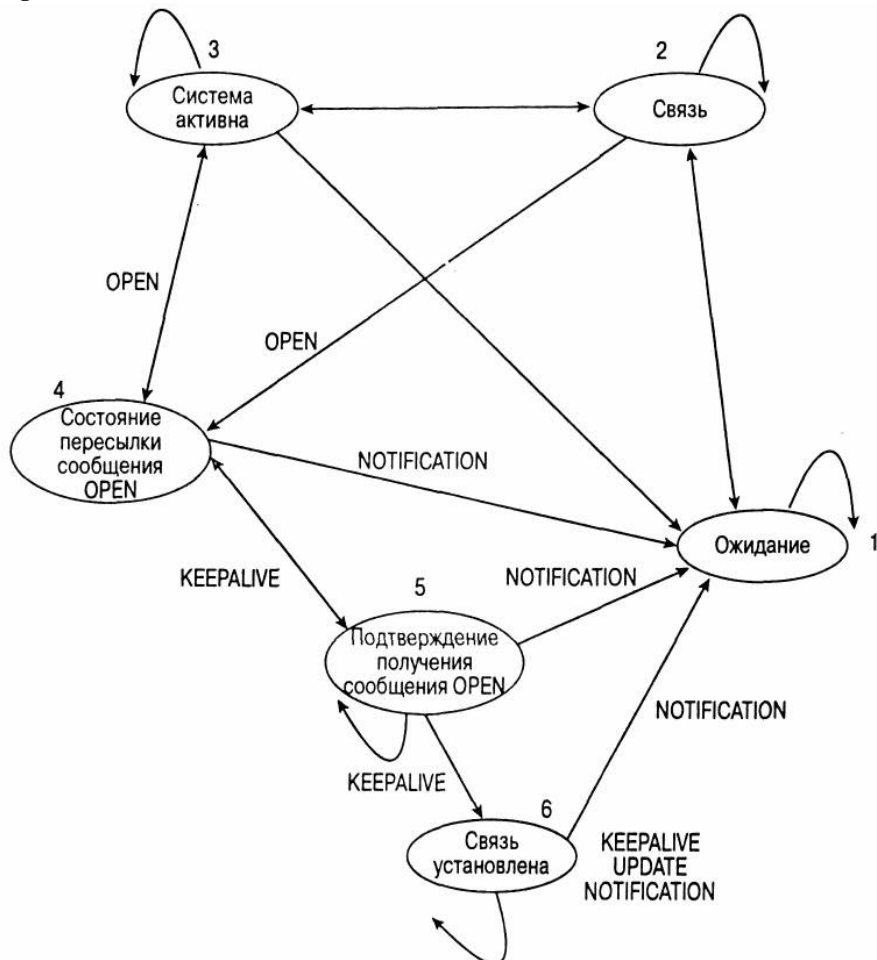 3
Система
активна
2
Связь
OPEN
OPEN
4
Состояние
пересылки
сообщения
OPEN
NOTIFICATION
Ожидание
1
KEEPALIVE
5
NOTIFICATION
Подтверждение
получения
сообщения OPEN
NOTIFICATION
KEEPALIVE
6
Связь
установлена
KEEPALIVE
UPDATE
NOTIFICATION